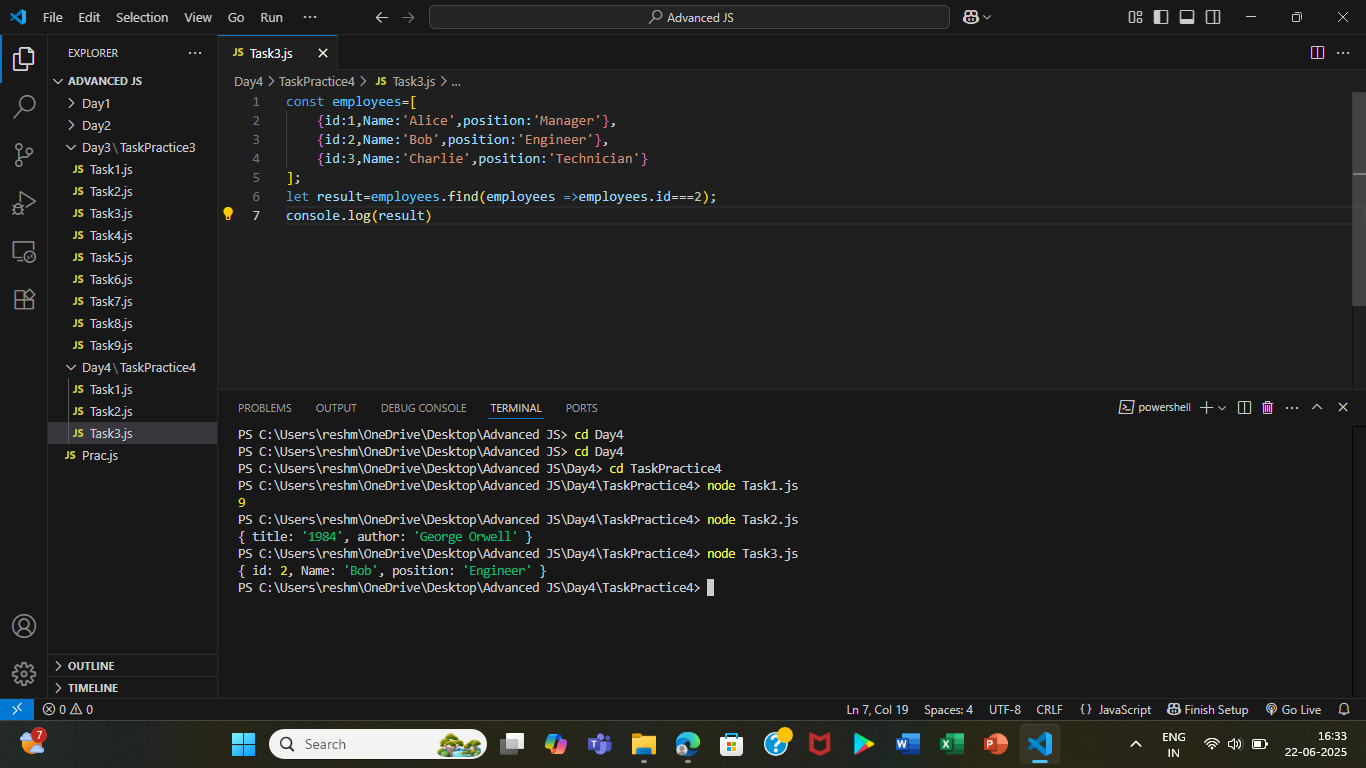 File Edit Selection View Go Run ···
Advanced JS
EXPLORER ···
ADVANCED JS
Day1
Day2
Day3\TaskPractice3
JS Task1.js
JS Task2.js
JS Task3.js
JS Task4.js
JS Task5.js
JS Task6.js
JS Task7.js
JS Task8.js
JS Task9.js
Day4\TaskPractice4
JS Task1.js
JS Task2.js
JS Task3.js
JS Prac.js
OUTLINE
TIMELINE
JS Task3.js
Day4 > TaskPractice4 > JS Task3.js > ...
1 const employees=[
2 {id:1,Name:'Alice',position:'Manager'},
3 {id:2,Name:'Bob',position:'Engineer'},
4 {id:3,Name:'Charlie',position:'Technician'}
5 ];
6 let result=employees.find(employees =>employees.id===2);
7 console.log(result)
PROBLEMS OUTPUT DEBUG CONSOLE TERMINAL PORTS
powershell
PS C:\Users\reshm\OneDrive\Desktop\Advanced JS> cd Day4
PS C:\Users\reshm\OneDrive\Desktop\Advanced JS> cd Day4
PS C:\Users\reshm\OneDrive\Desktop\Advanced JS\Day4> cd TaskPractice4
PS C:\Users\reshm\OneDrive\Desktop\Advanced JS\Day4\TaskPractice4> node Task1.js
9
PS C:\Users\reshm\OneDrive\Desktop\Advanced JS\Day4\TaskPractice4> node Task2.js
{ title: '1984', author: 'George Orwell' }
PS C:\Users\reshm\OneDrive\Desktop\Advanced JS\Day4\TaskPractice4> node Task3.js
{ id: 2, Name: 'Bob', position: 'Engineer' }
PS C:\Users\reshm\OneDrive\Desktop\Advanced JS\Day4\TaskPractice4>
0 0
Ln 7, Col 19 Spaces: 4 UTF-8 CRLF {} JavaScript Finish Setup Go Live
7
Search
ENG
IN
16:33
22-06-2025